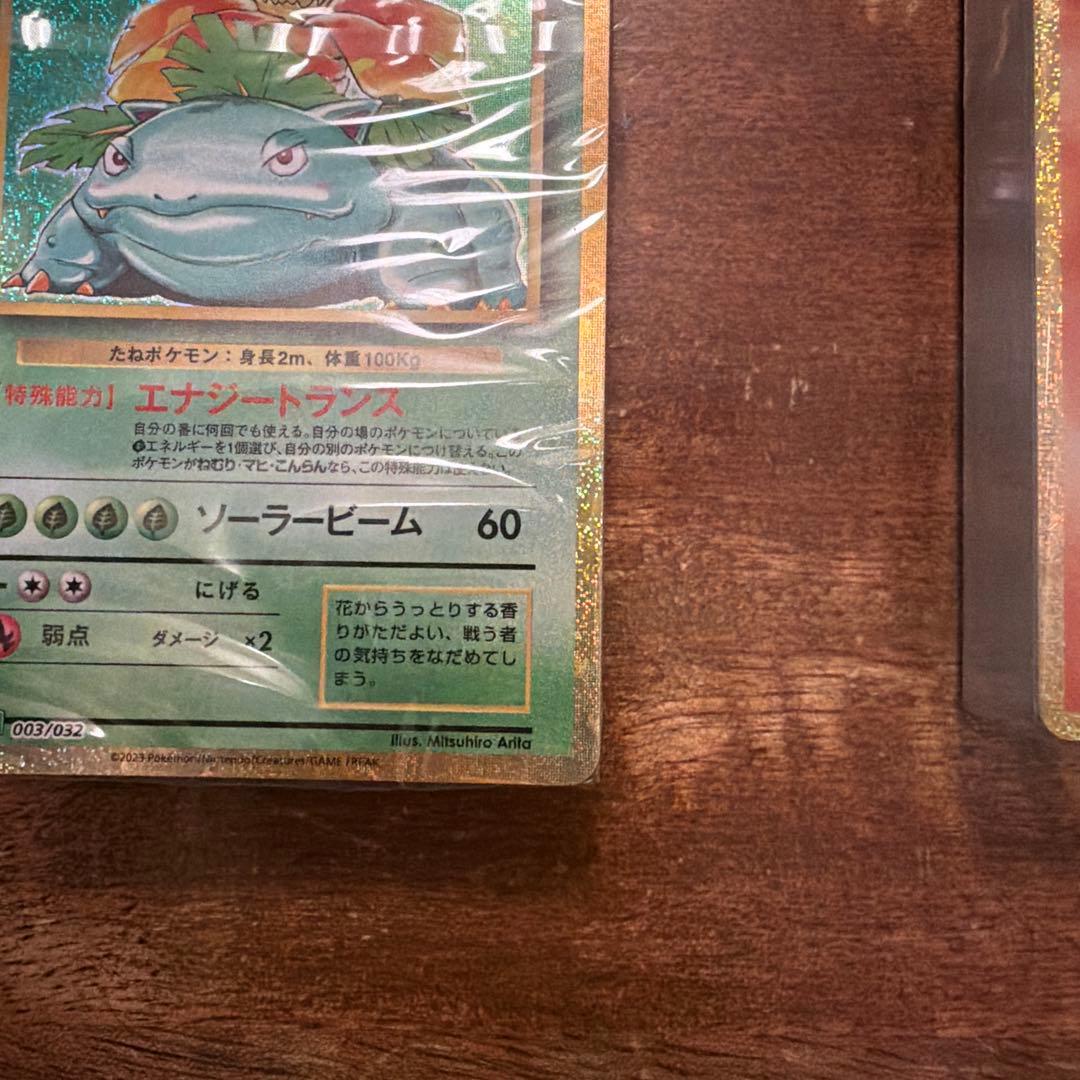 たねポケモン：身長2m、体重100Kg
特殊能力】 エナジートランス
自分の番に何回でも使える。自分の場のポケモンについてい
エネルギーを1個選び、自分の別のポケモンにつけ替える。この
ポケモンがねむり・マヒ・こんらんなら、この特殊能力は使えない。
ソーラービーム 60
ー にげる
弱点 ダメージ ×2
花からうっとりする香
りがただよい、戦う者
の気持ちをなだめてし
まう。
003/032
Illus. Mitsuhiro Arita
©2023 Pokémon/Nintendo/Creatures/GAME FREAK